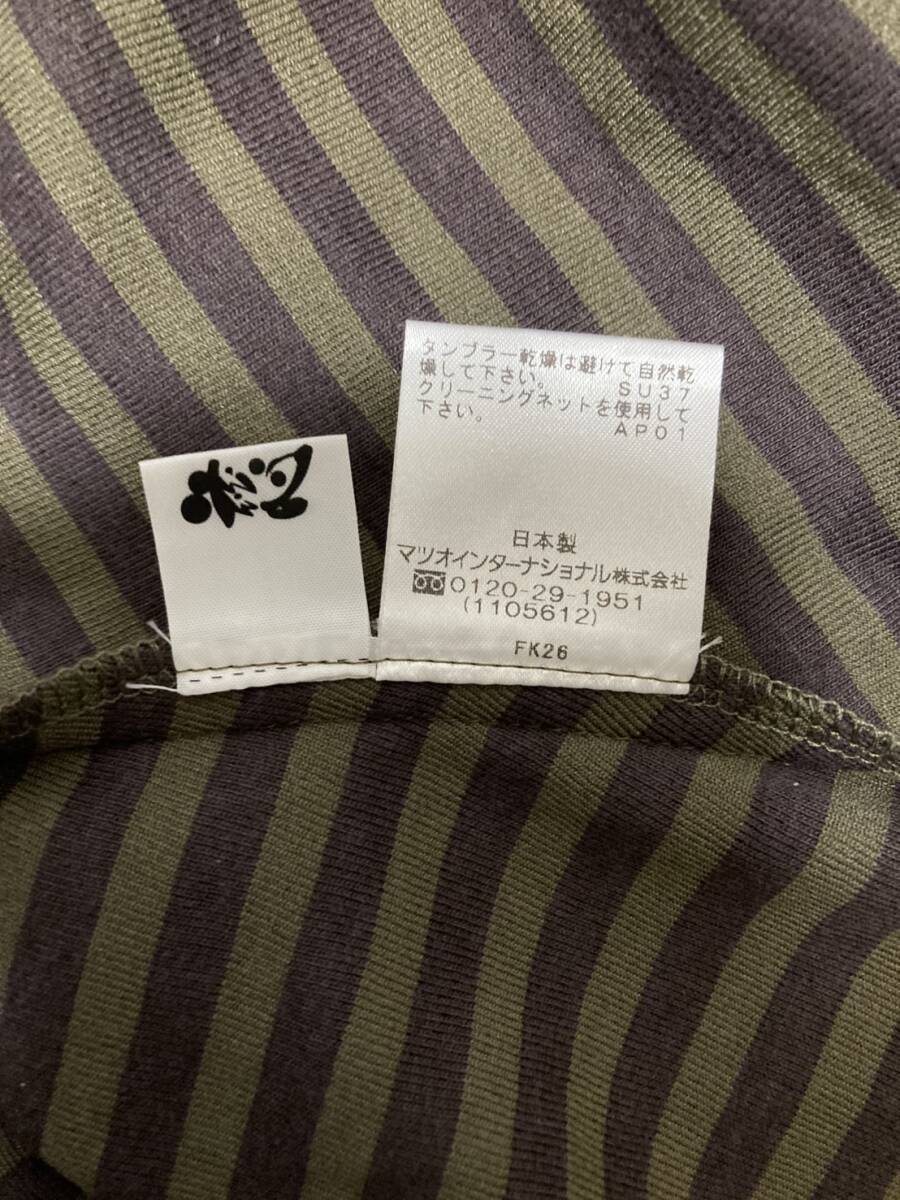 タンブラー乾燥は避けて自然乾
燥して下さい。 SU37
クリーニングネットを使用して
下さい。 AP01
日本製
マツオインターナショナル株式会社
0120-29-1951
(1105612)
FK26